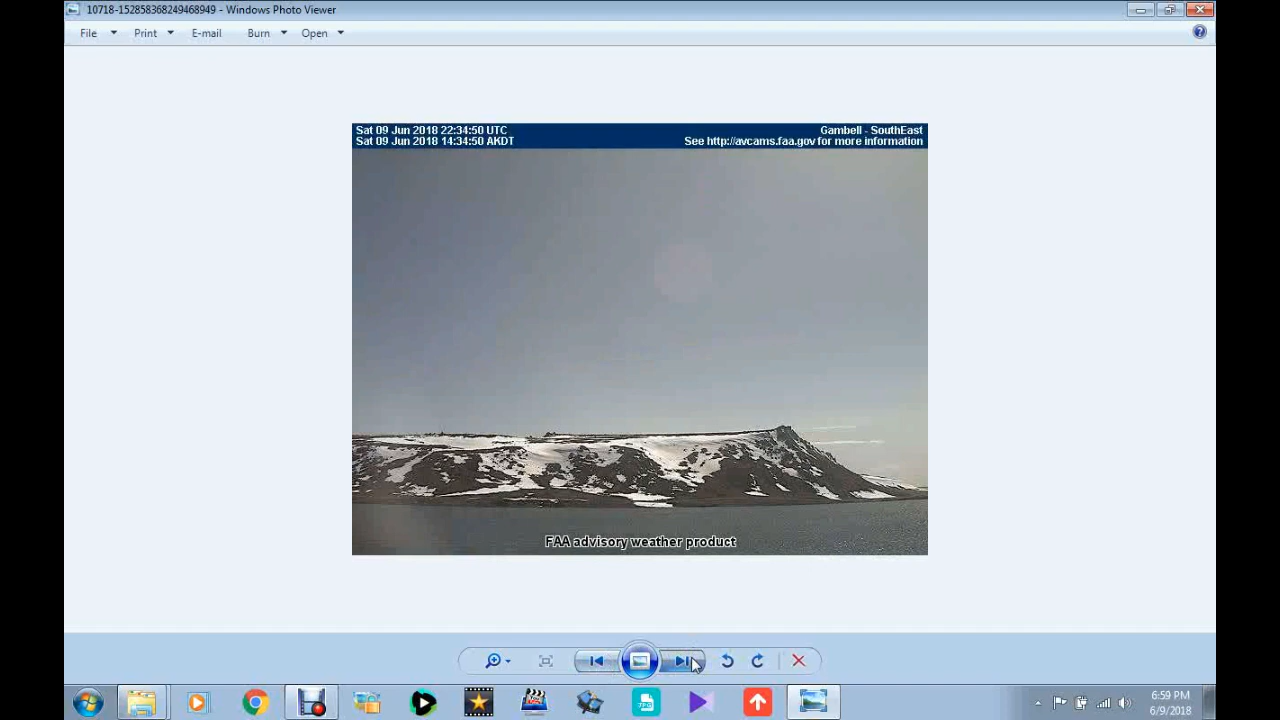 10718-152858368249468949 - Windows Photo Viewer
File Print E-mail Burn Open
Sat 09 Jun 2018 22:34:50 UTC
Gambell - SouthEast
Sat 09 Jun 2018 14:34:50 AKDT
See http://avcams.faa.gov for more information
FAA advisory weather product
6:59 PM
6/9/2018